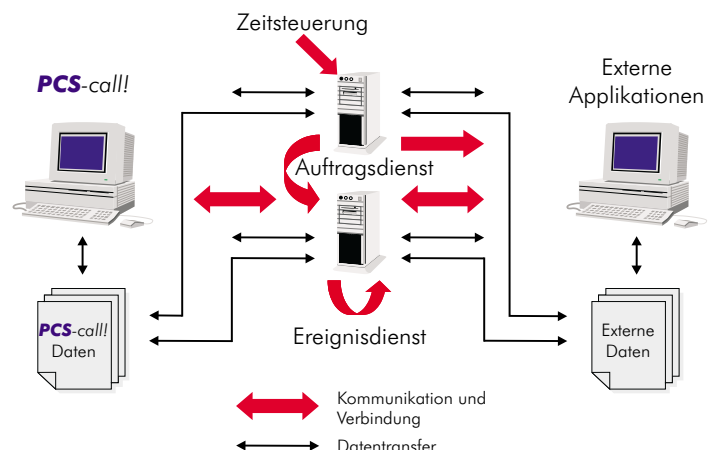 Zeitsteuerung
PCS-call!
Externe
Applikationen
Auftragsdienst
PCS-call!
Daten
Ereignisdienst
Externe
Daten
Kommunikation und
Verbindung
Datentransfer